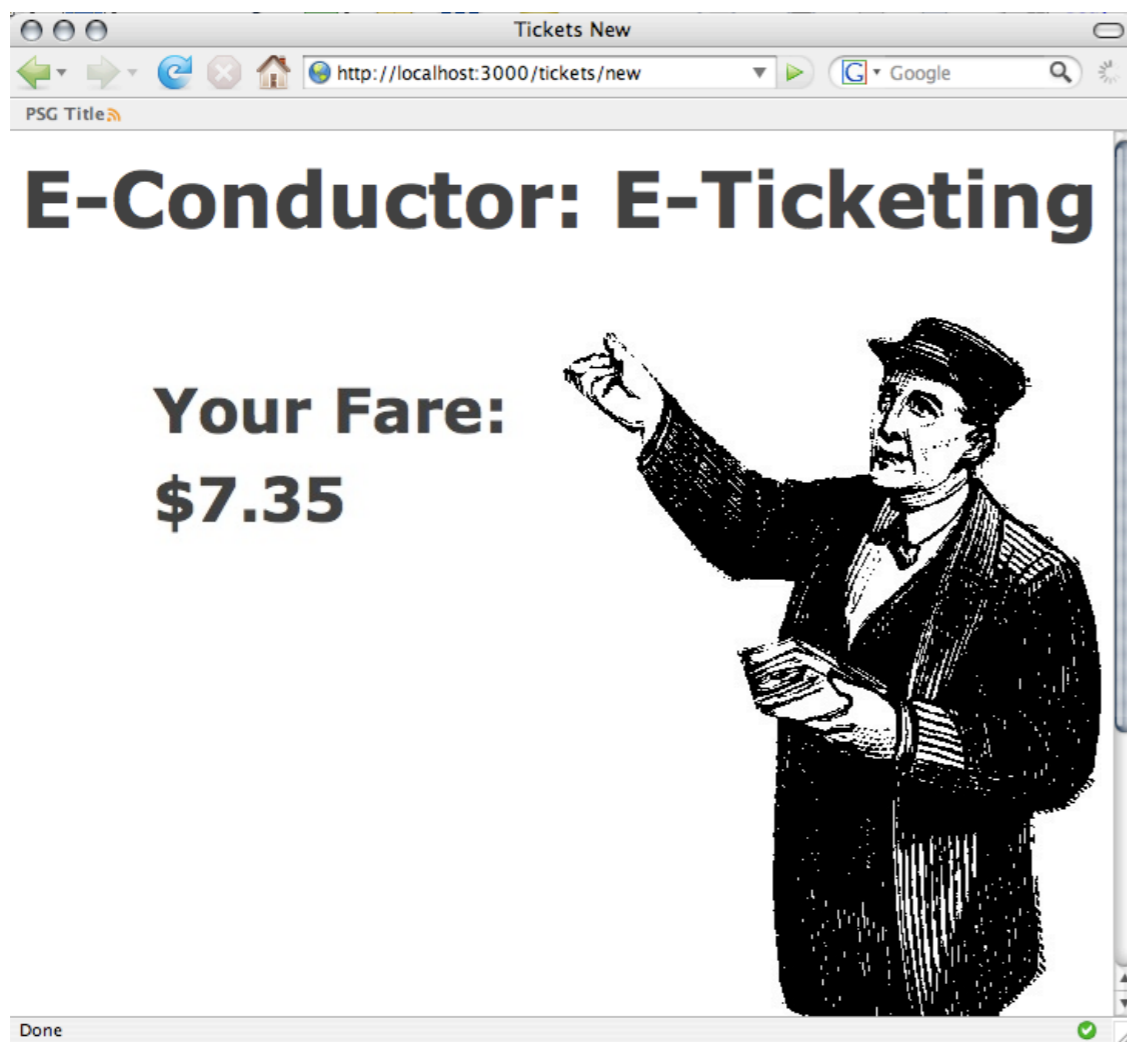 Tickets New
http://localhost:3000/tickets/new
G Google
PSG Title
E-Conductor: E-Ticketing
Your Fare:
$7.35
Done